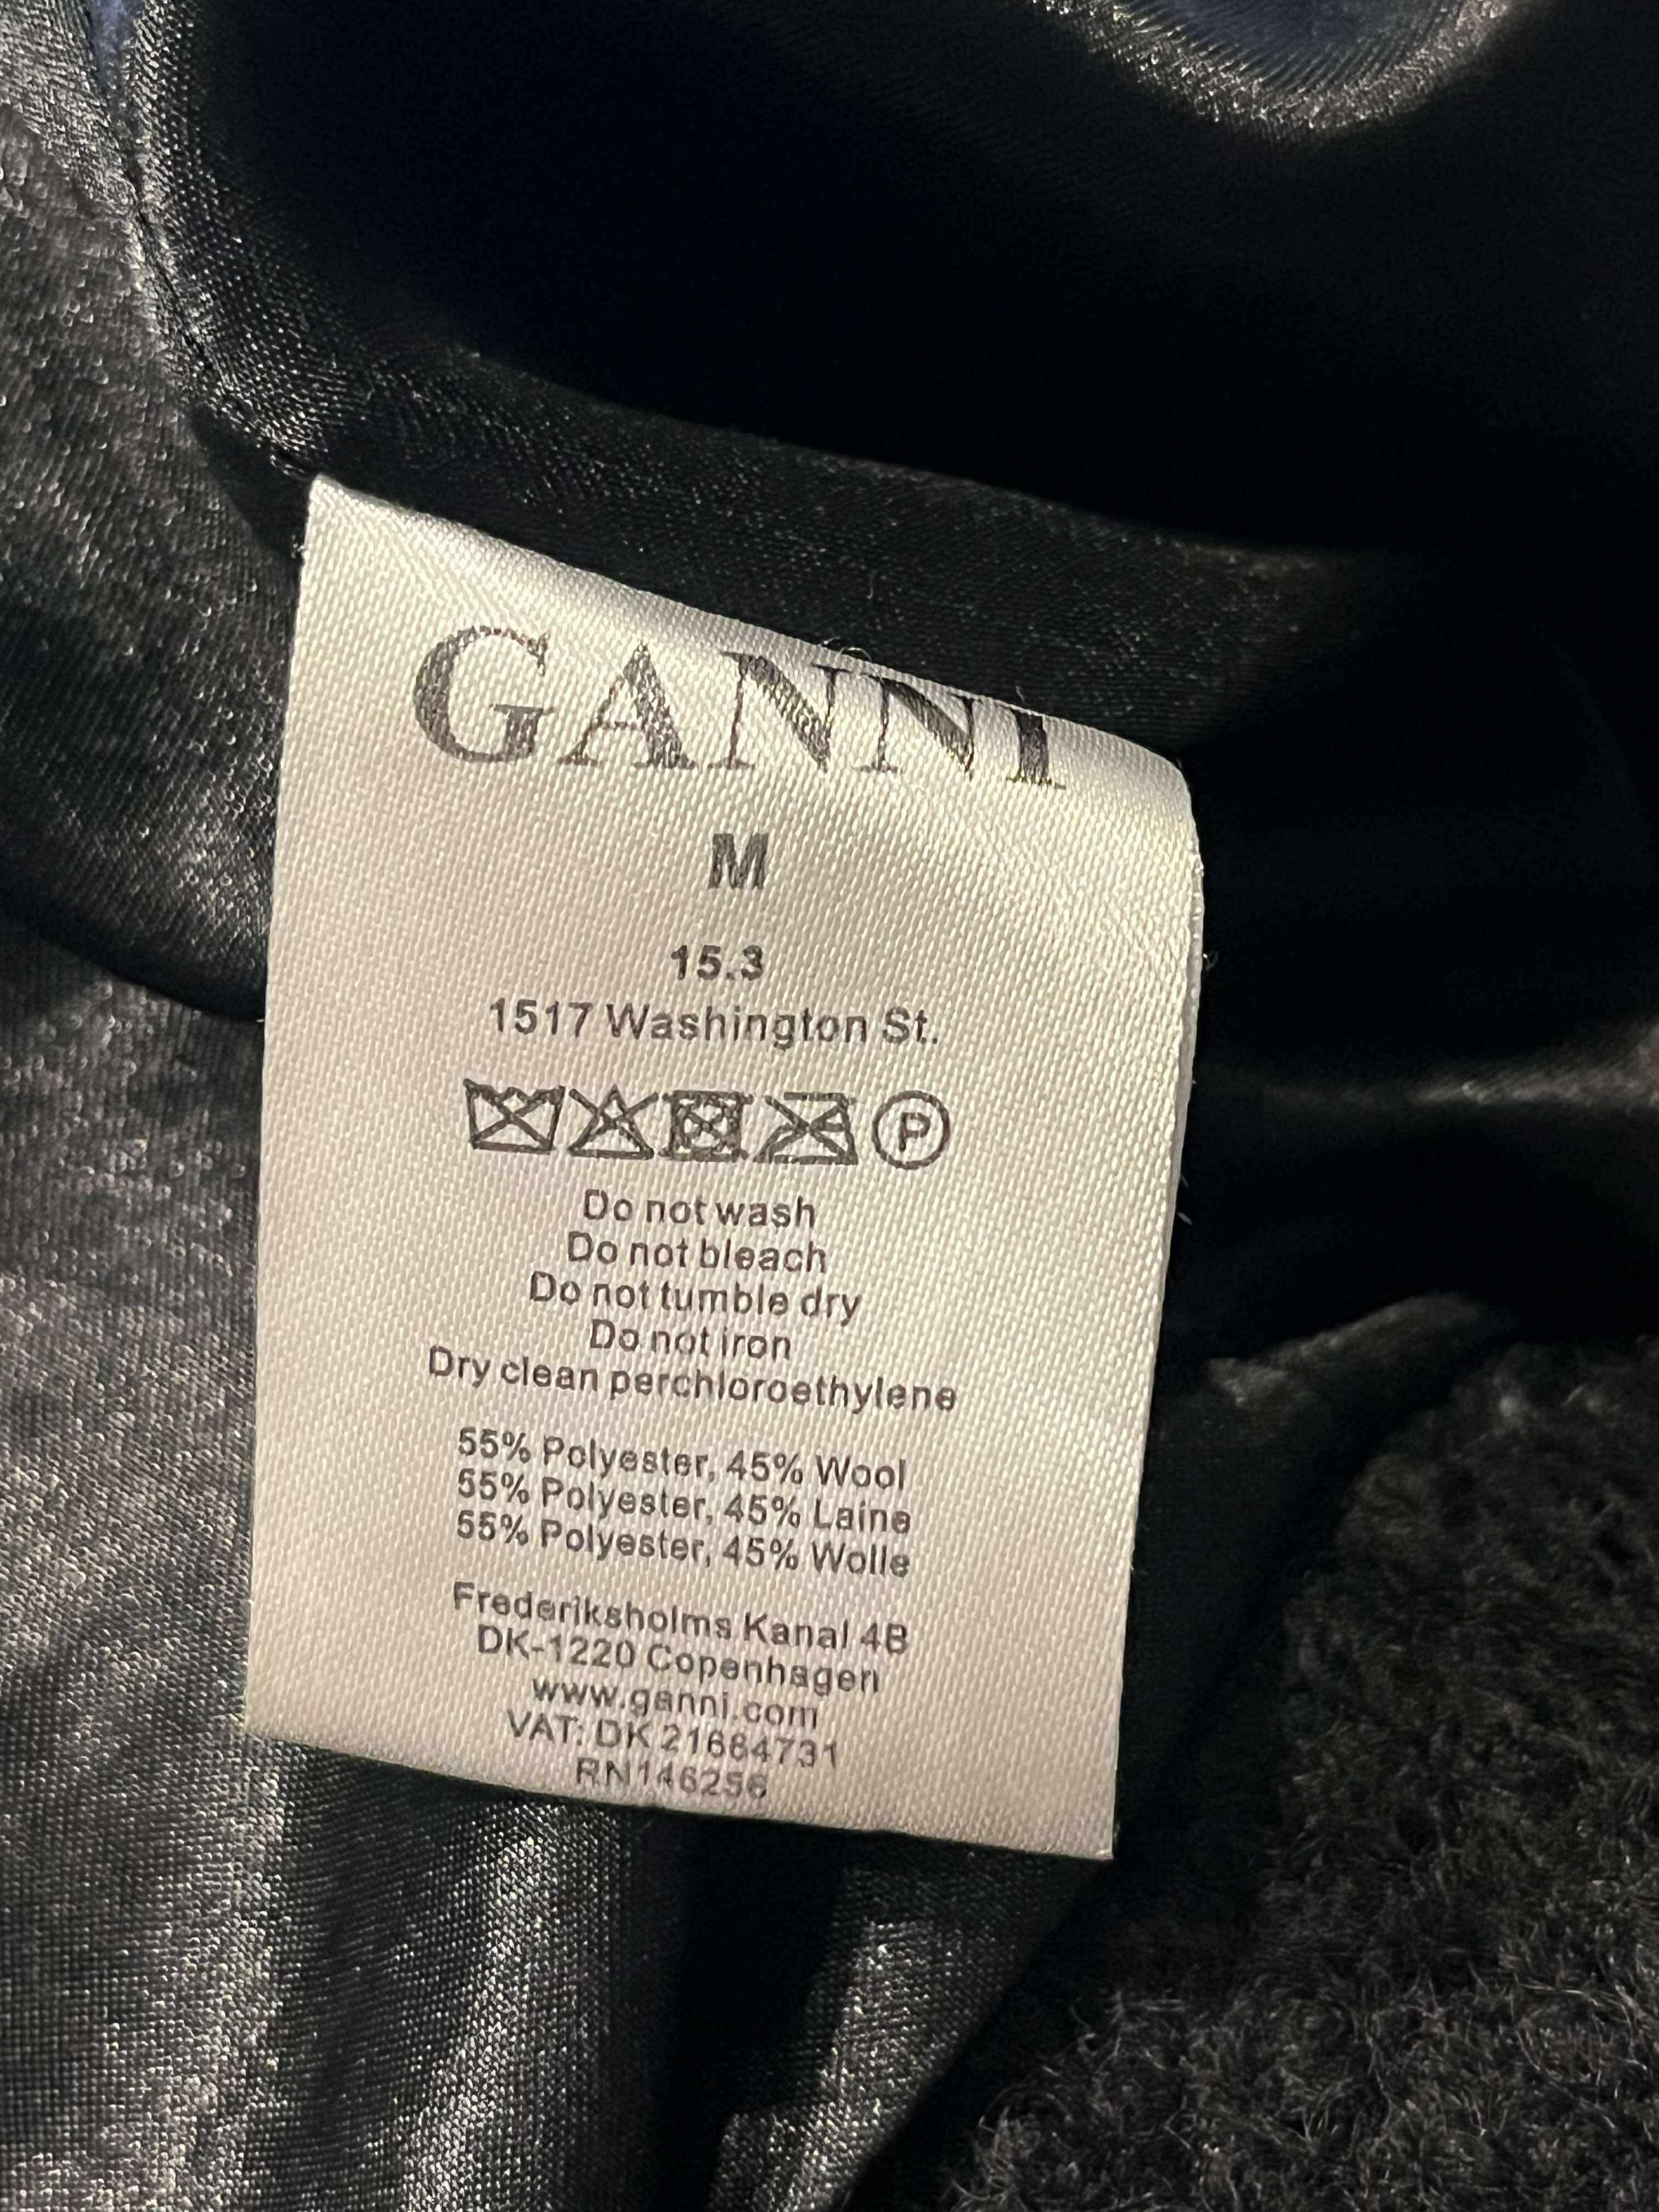 GANNI
M
15.3
1517 Washington St.
P
Do not wash
Do not bleach
Do not tumble dry
Do not iron
Dry clean perchloroethylene
55% Polyester, 45% Wool
55% Polyester, 45% Laine
55% Polyester, 45% Wolle
Frederiksholms Kanal 4B
DK-1220 Copenhagen
www.ganni.com
VAT: DK 21664731
RN146256